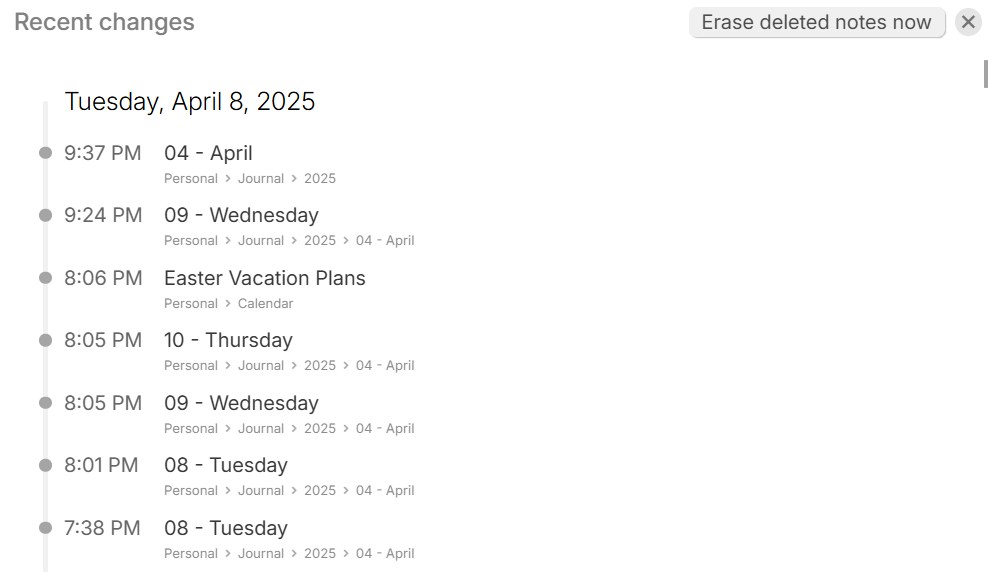 Recent changes
Erase deleted notes now
Tuesday, April 8, 2025
9:37 PM 04 - April
Personal > Journal > 2025
9:24 PM 09 - Wednesday
Personal > Journal > 2025 > 04 - April
8:06 PM Easter Vacation Plans
Personal > Calendar
8:05 PM 10 - Thursday
Personal > Journal > 2025 > 04 - April
8:05 PM 09 - Wednesday
Personal > Journal > 2025 > 04 - April
8:01 PM 08 - Tuesday
Personal > Journal > 2025 > 04 - April
7:38 PM 08 - Tuesday
Personal > Journal > 2025 > 04 - April